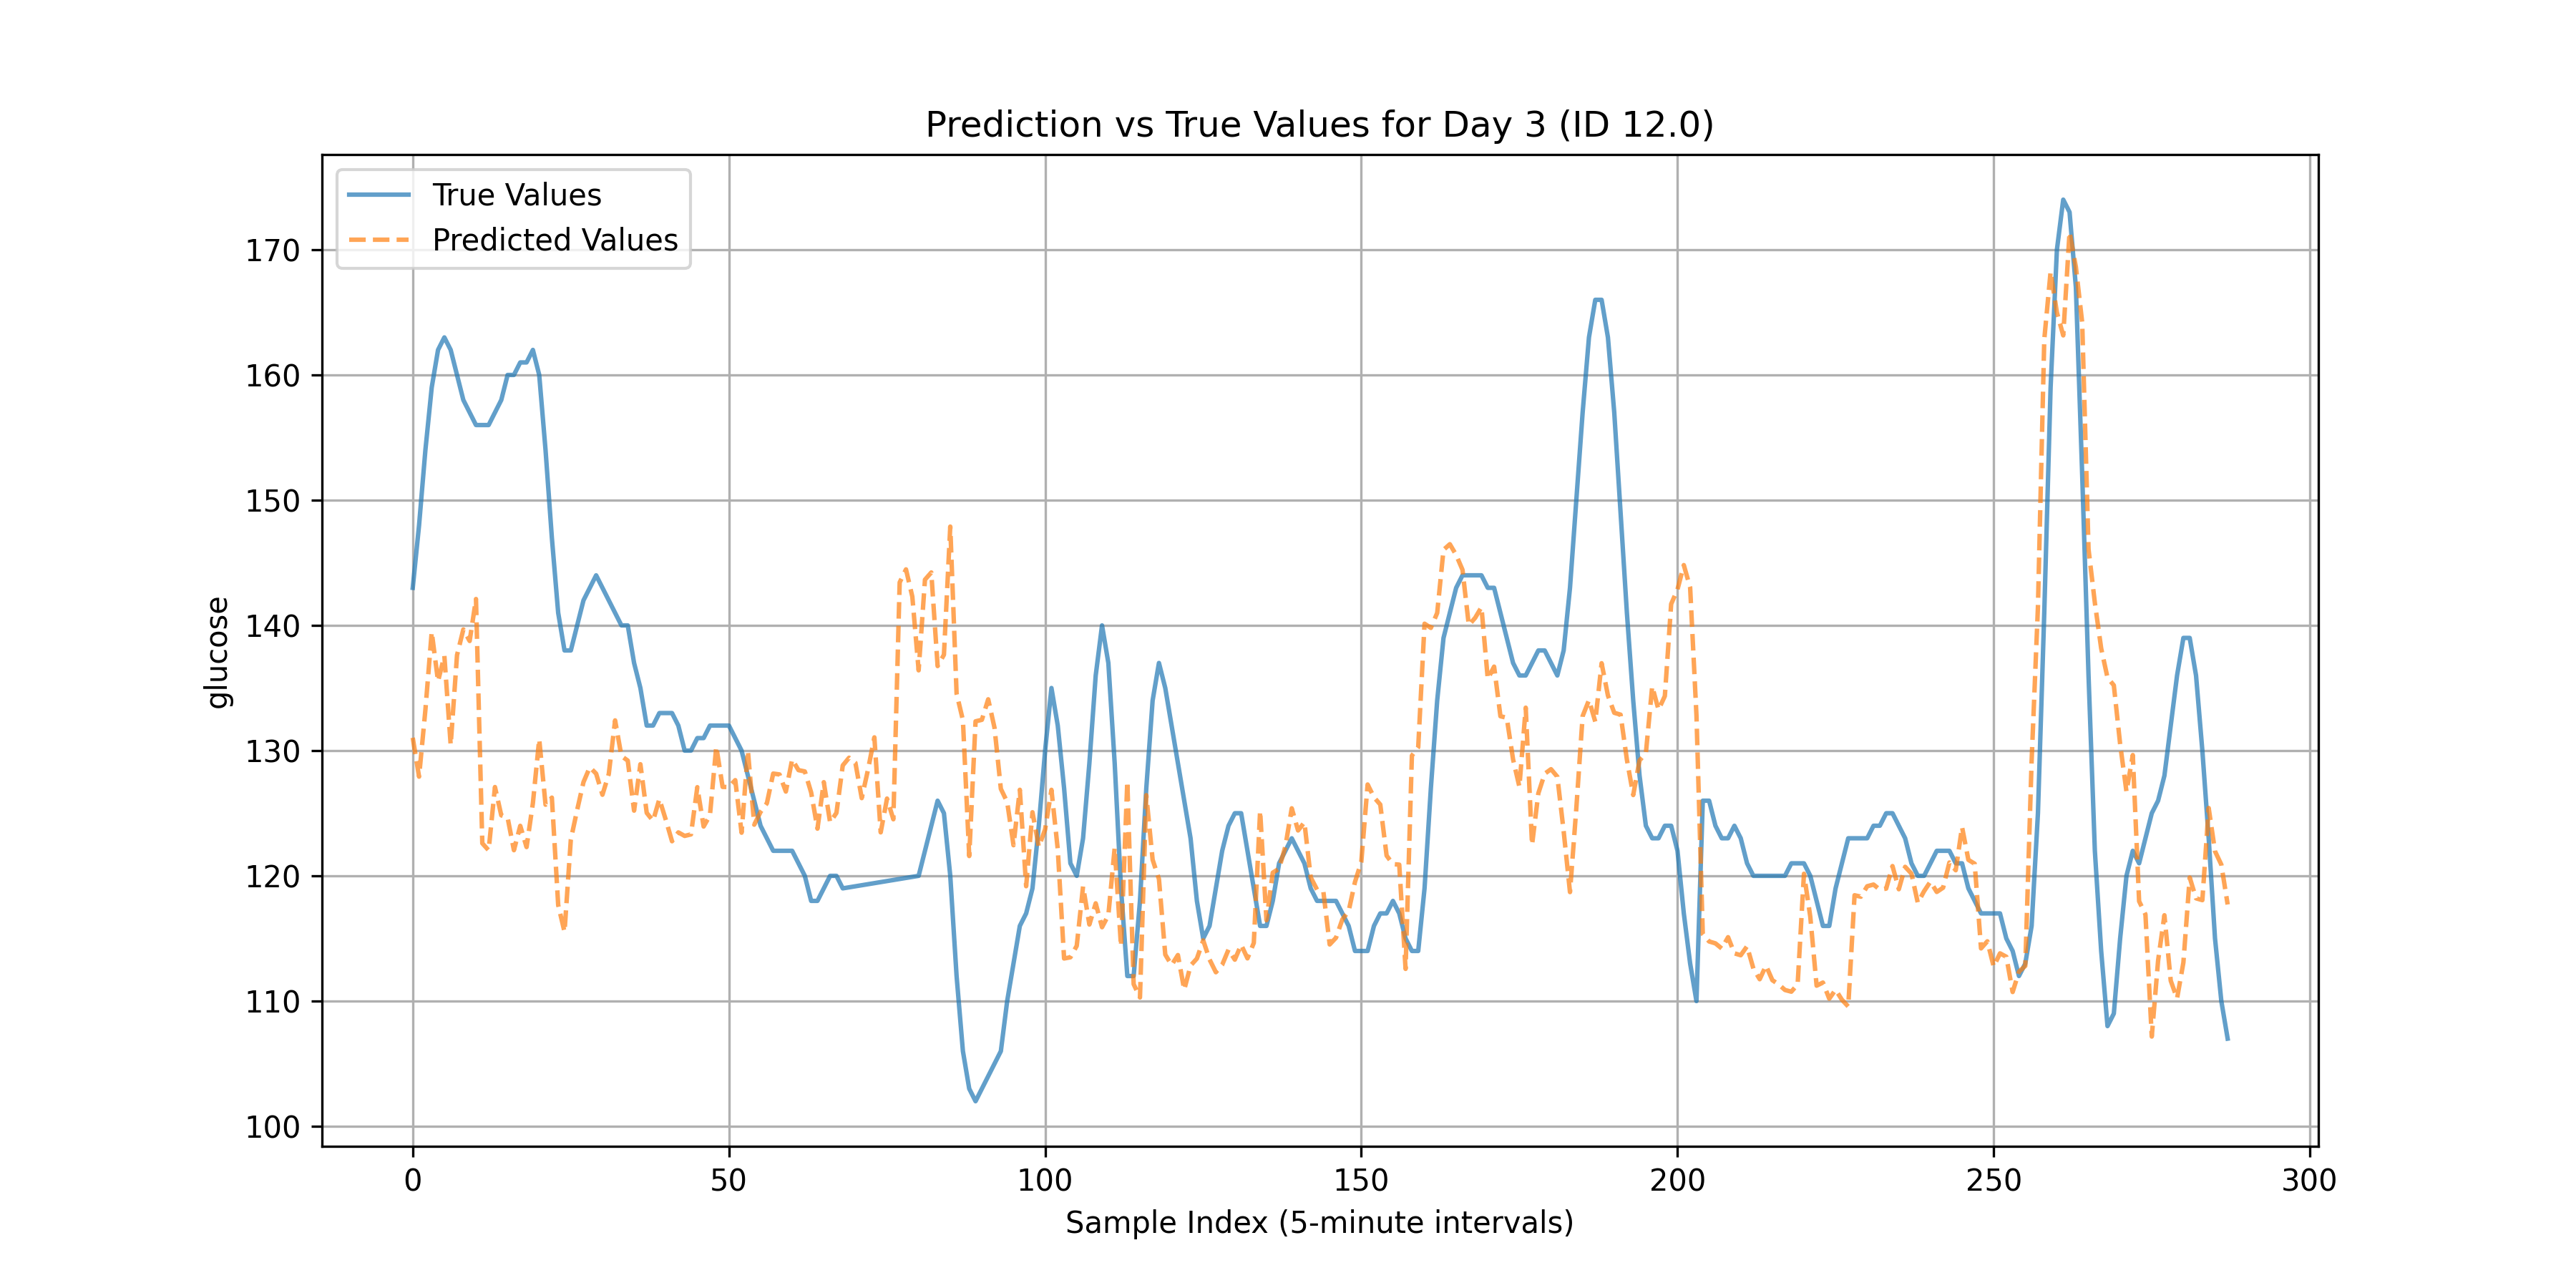 Prediction vs True Values for Day 3 (ID 12.0)
True Values
Predicted Values
170
160
150
140
130
120
110
100
glucose
0 50 100 150 200 250 300
Sample Index (5-minute intervals)